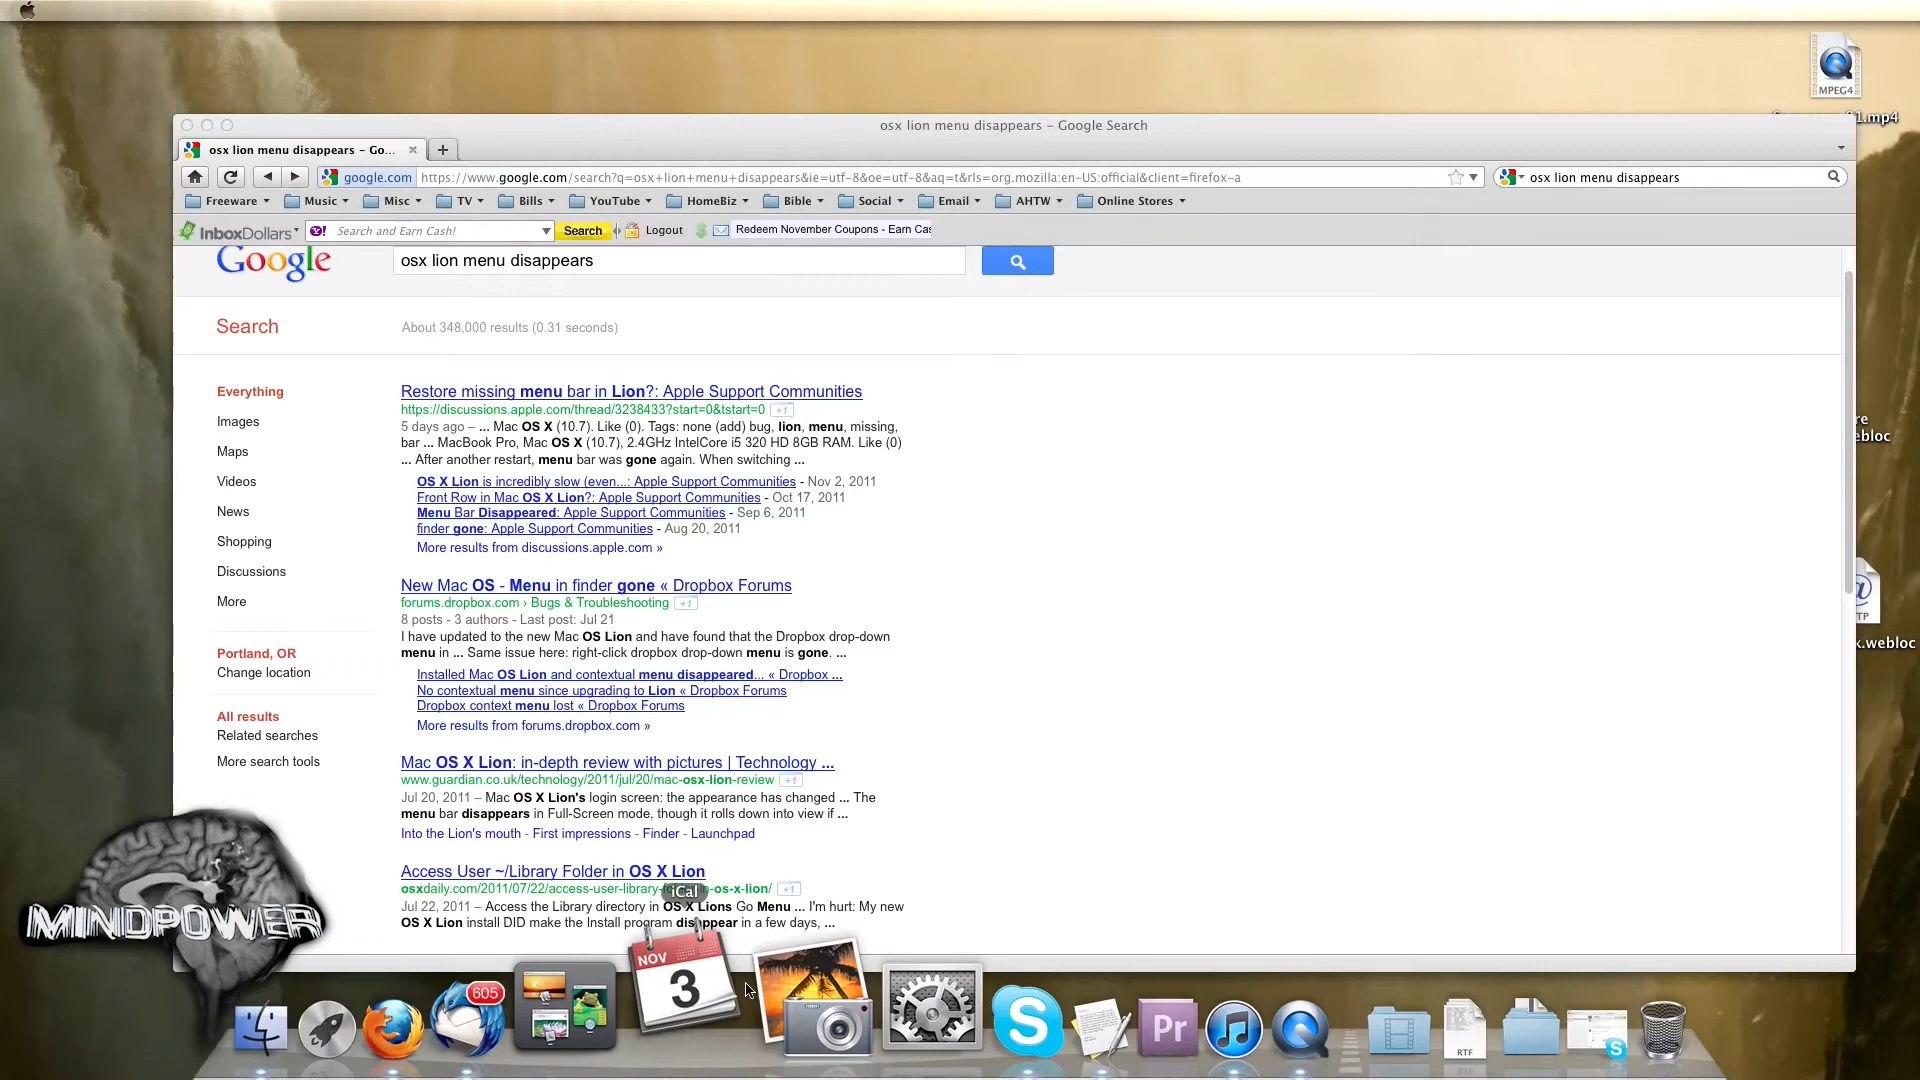 MPEG4
osx lion menu disappears – Google Search
1.mp4
osx lion menu disappears – Go...
google.com https://www.google.com/search?q=osx+lion+menu+disappears&ie=utf-8&oe=utf-8&aq=t&rls=org.mozilla:en-US:official&client=firefox-a
osx lion menu disappears
Freeware Music Misc TV Bills YouTube HomeBiz Bible Social Email AHTW Online Stores
InboxDollars Search and Earn Cash! Search Logout Redeem November Coupons - Earn Cas
Google osx lion menu disappears
Search About 348,000 results (0.31 seconds)
Everything
Images
Maps
Videos
News
Shopping
Discussions
More
Portland, OR
Change location
All results
Related searches
More search tools
Restore missing menu bar in Lion?: Apple Support Communities
https://discussions.apple.com/thread/3238433?start=0&tstart=0 +1
5 days ago – ... Mac OS X (10.7). Like (0). Tags: none (add) bug, lion, menu, missing,
bar ... MacBook Pro, Mac OS X (10.7), 2.4GHz IntelCore i5 320 HD 8GB RAM. Like (0)
... After another restart, menu bar was gone again. When switching ...
OS X Lion is incredibly slow (even...: Apple Support Communities - Nov 2, 2011
Front Row in Mac OS X Lion?: Apple Support Communities - Oct 17, 2011
Menu Bar Disappeared: Apple Support Communities - Sep 6, 2011
finder gone: Apple Support Communities - Aug 20, 2011
More results from discussions.apple.com »
New Mac OS - Menu in finder gone « Dropbox Forums
forums.dropbox.com › Bugs & Troubleshooting +1
8 posts - 3 authors - Last post: Jul 21
I have updated to the new Mac OS Lion and have found that the Dropbox drop-down
menu in ... Same issue here: right-click dropbox drop-down menu is gone. ...
Installed Mac OS Lion and contextual menu disappeared... « Dropbox ...
No contextual menu since upgrading to Lion « Dropbox Forums
Dropbox context menu lost « Dropbox Forums
More results from forums.dropbox.com »
Mac OS X Lion: in-depth review with pictures | Technology ...
www.guardian.co.uk/technology/2011/jul/20/mac-osx-lion-review +1
Jul 20, 2011 – Mac OS X Lion's login screen: the appearance has changed ... The
menu bar disappears in Full-Screen mode, though it rolls down into view if ...
Into the Lion's mouth - First impressions - Finder - Launchpad
Access User ~/Library Folder in OS X Lion
osxdaily.com/2011/07/22/access-user-library- -os-x-lion/ +1
Jul 22, 2011 – Access the Library directory in OS X Lions Go Menu ... I'm hurt: My new
OS X Lion install DID make the Install program disappear in a few days, ...
re
ebloc
TP
k.webloc
MINDPOWER
iCal
605
NOV
3
S
Pr
RTF
S